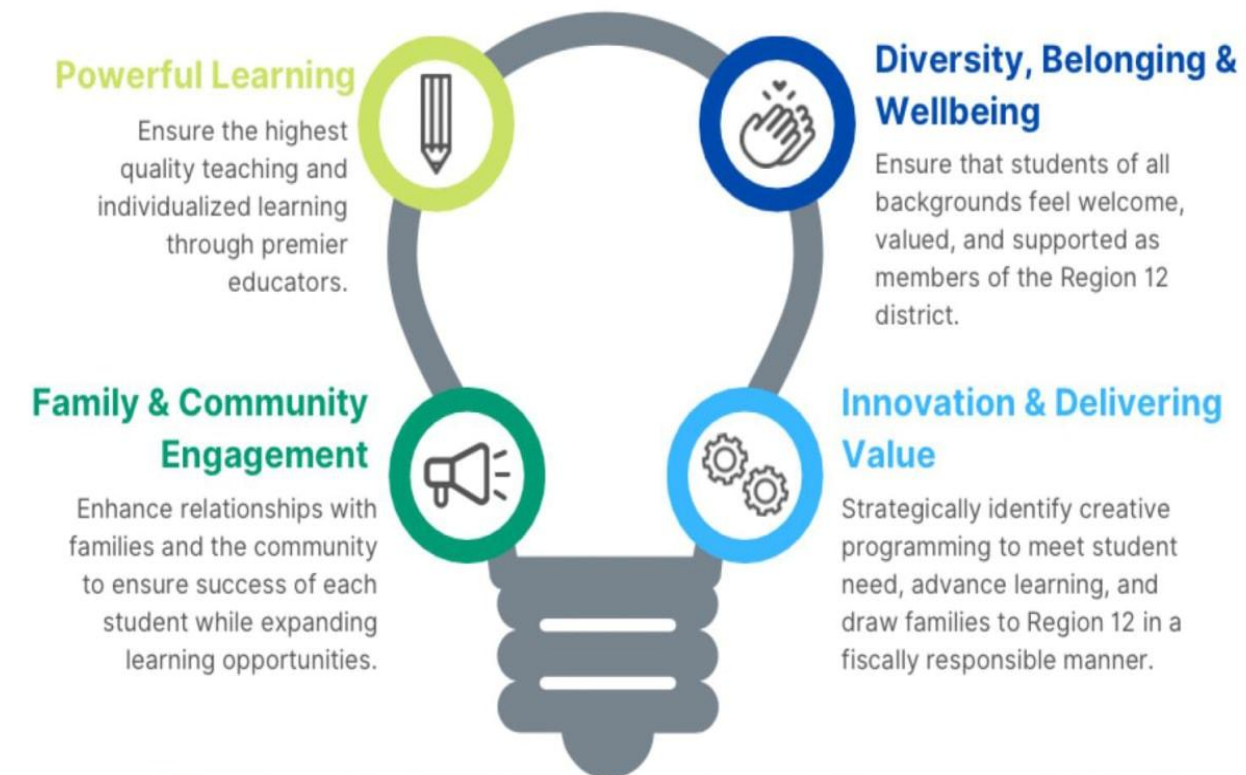 Powerful Learning
Ensure the highest
quality teaching and
individualized learning
through premier
educators.
Diversity, Belonging &
Wellbeing
Ensure that students of all
backgrounds feel welcome,
valued, and supported as
members of the Region 12
district.
Family & Community
Engagement
Enhance relationships with
families and the community
to ensure success of each
student while expanding
learning opportunities.
Innovation & Delivering
Value
Strategically identify creative
programming to meet student
need, advance learning, and
draw families to Region 12 in a
fiscally responsible manner.